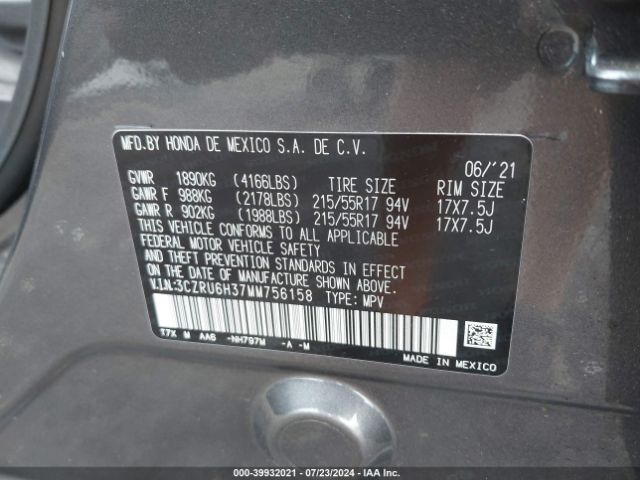 MFD.BY HONDA DE MEXICO S.A. DE C.V.
06/'21
GVWR 1890KG (4166LBS) TIRE SIZE RIM SIZE
GAWR F 988KG (2178LBS) 215/55R17 94V 17X7.5J
GAWR R 902KG (1988LBS) 215/55R17 94V 17X7.5J
THIS VEHICLE CONFORMS TO ALL APPLICABLE
FEDERAL MOTOR VEHICLE SAFETY
AND THEFT PREVENTION STANDARDS IN EFFECT
ON THE DATE OF MANUFACTURE SHOWN ABOVE.
V.I.N:3CZRU6H37MM756158 TYPE: MPV
T7X M AA6 -NH797M -A -M
MADE IN MEXICO
000-39932021 - 07/23/2024 - IAA Inc.